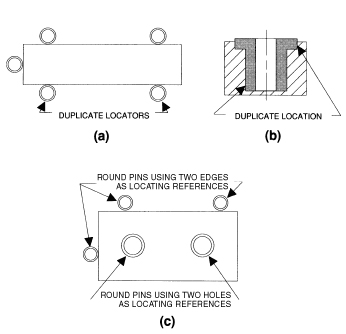 DUPLICATE LOCATORS
(a)
DUPLICATE LOCATION
(b)
ROUND PINS USING TWO EDGES
AS LOCATING REFERENCES
ROUND PINS USING TWO HOLES
AS LOCATING REFERENCES
(c)